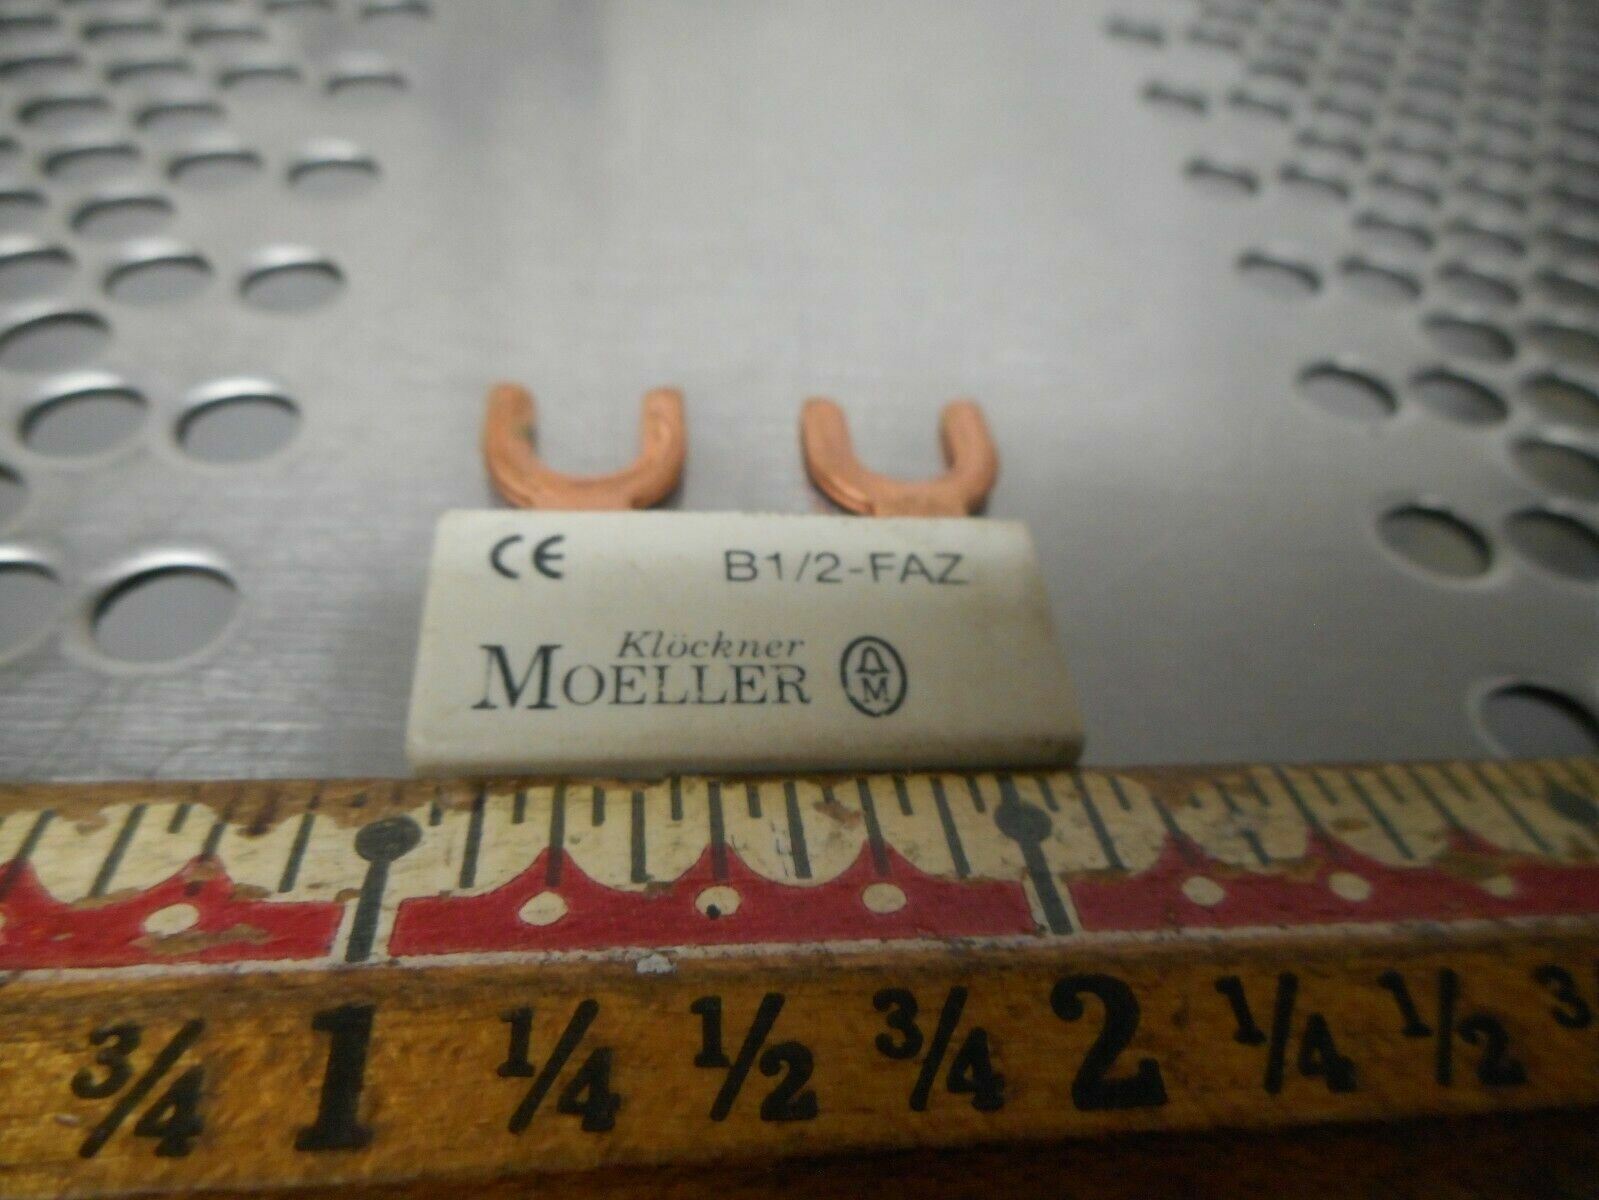 CE B1/2-FAZ
Klöckner
MOELLER
M
3/4 1 1/4 1/2 3/4 2 1/4 1/2 3